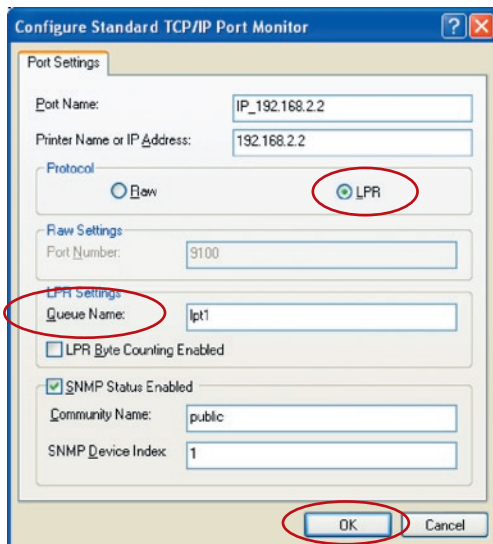 Configure Standard TCP/IP Port Monitor
Port Settings
Port Name: IP_192.168.2.2
Printer Name or IP Address: 192.168.2.2
Protocol
Raw LPR
Raw Settings
Port Number: 9100
LPR Settings
Queue Name: lpt1
LPR Byte Counting Enabled
SNMP Status Enabled
Community Name: public
SNMP Device Index: 1
OK Cancel